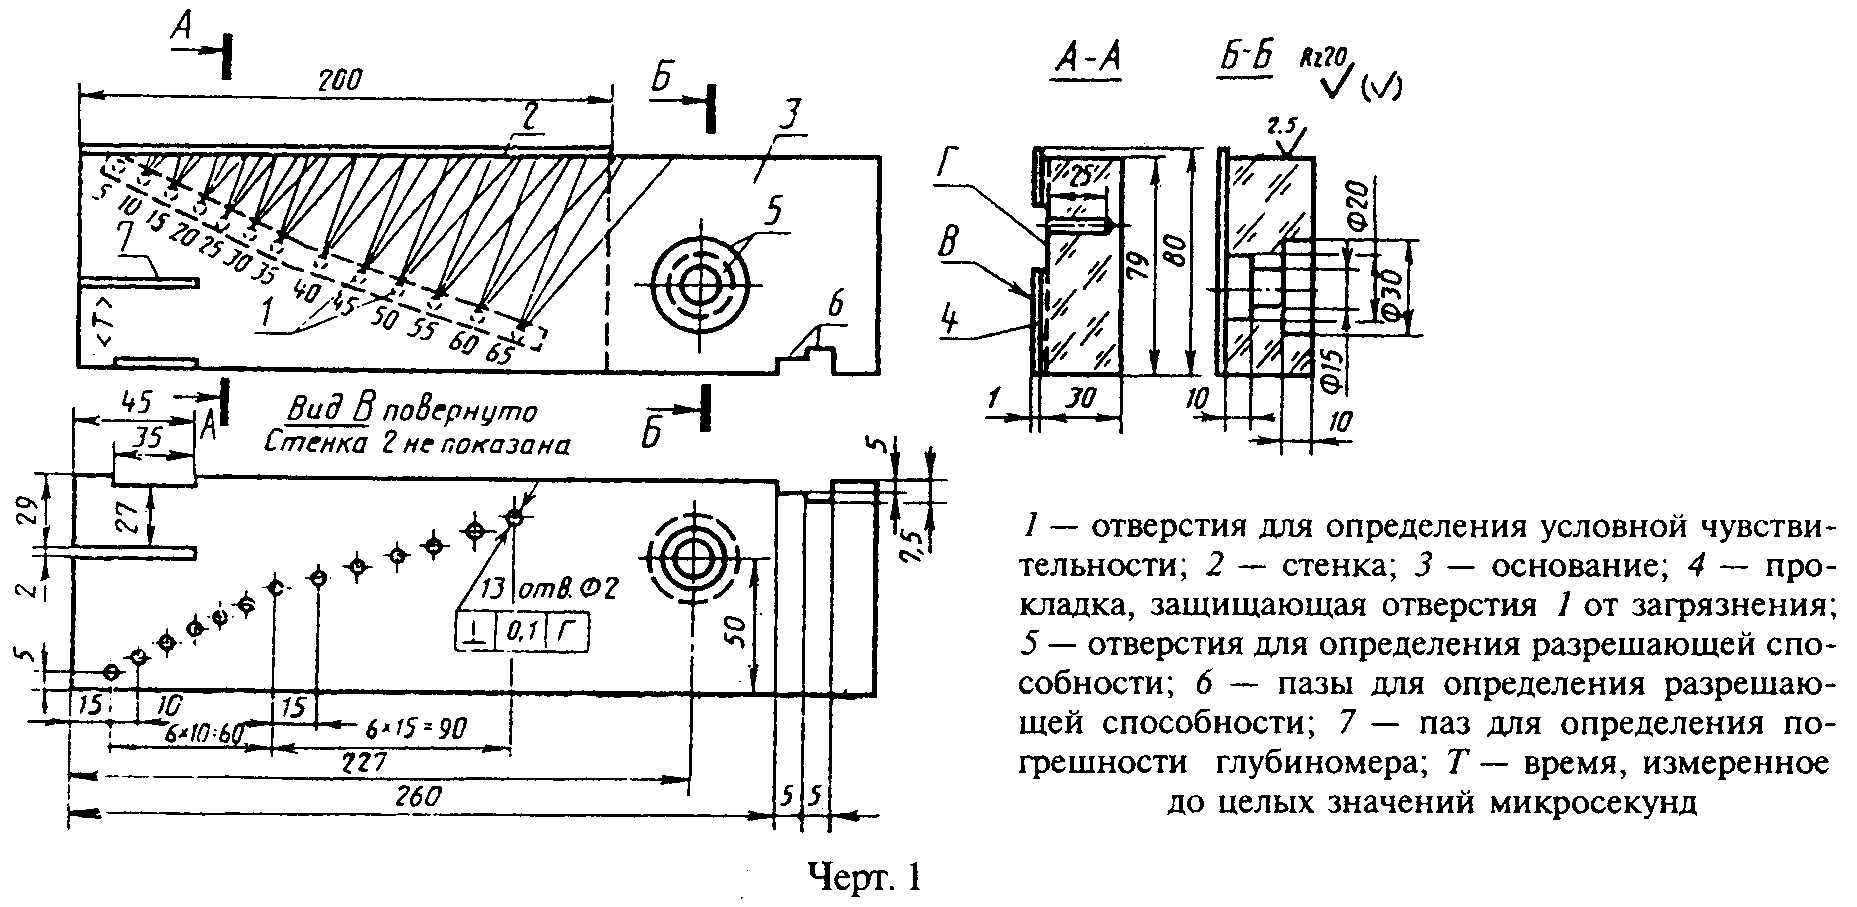 А
200
Б
2
3
5
10
15
20
25
30
35
40
45
50
55
60
65
7
1
5
6
<T>
А
Б
А-А
Б-Б Rz20 (✓)
2.5
Г
25
В
4
79
80
1
30
Ф20
Ф30
Ф15
10
10
45
35
Вид В повернуто
Стенка 2 не показана
5
7,5
29
27
2
13 отв. Ф2
⊥ 0,1 Г
50
5
15
10
15
6×10=60
6×15=90
227
260
5
5
1 — отверстия для определения условной чувстви-
тельности; 2 — стенка; 3 — основание; 4 — про-
кладка, защищающая отверстия 1 от загрязнения;
5 — отверстия для определения разрешающей спо-
собности; 6 — пазы для определения разрешаю-
щей способности; 7 — паз для определения по-
грешности глубиномера; Т — время, измеренное
до целых значений микросекунд
Черт. 1